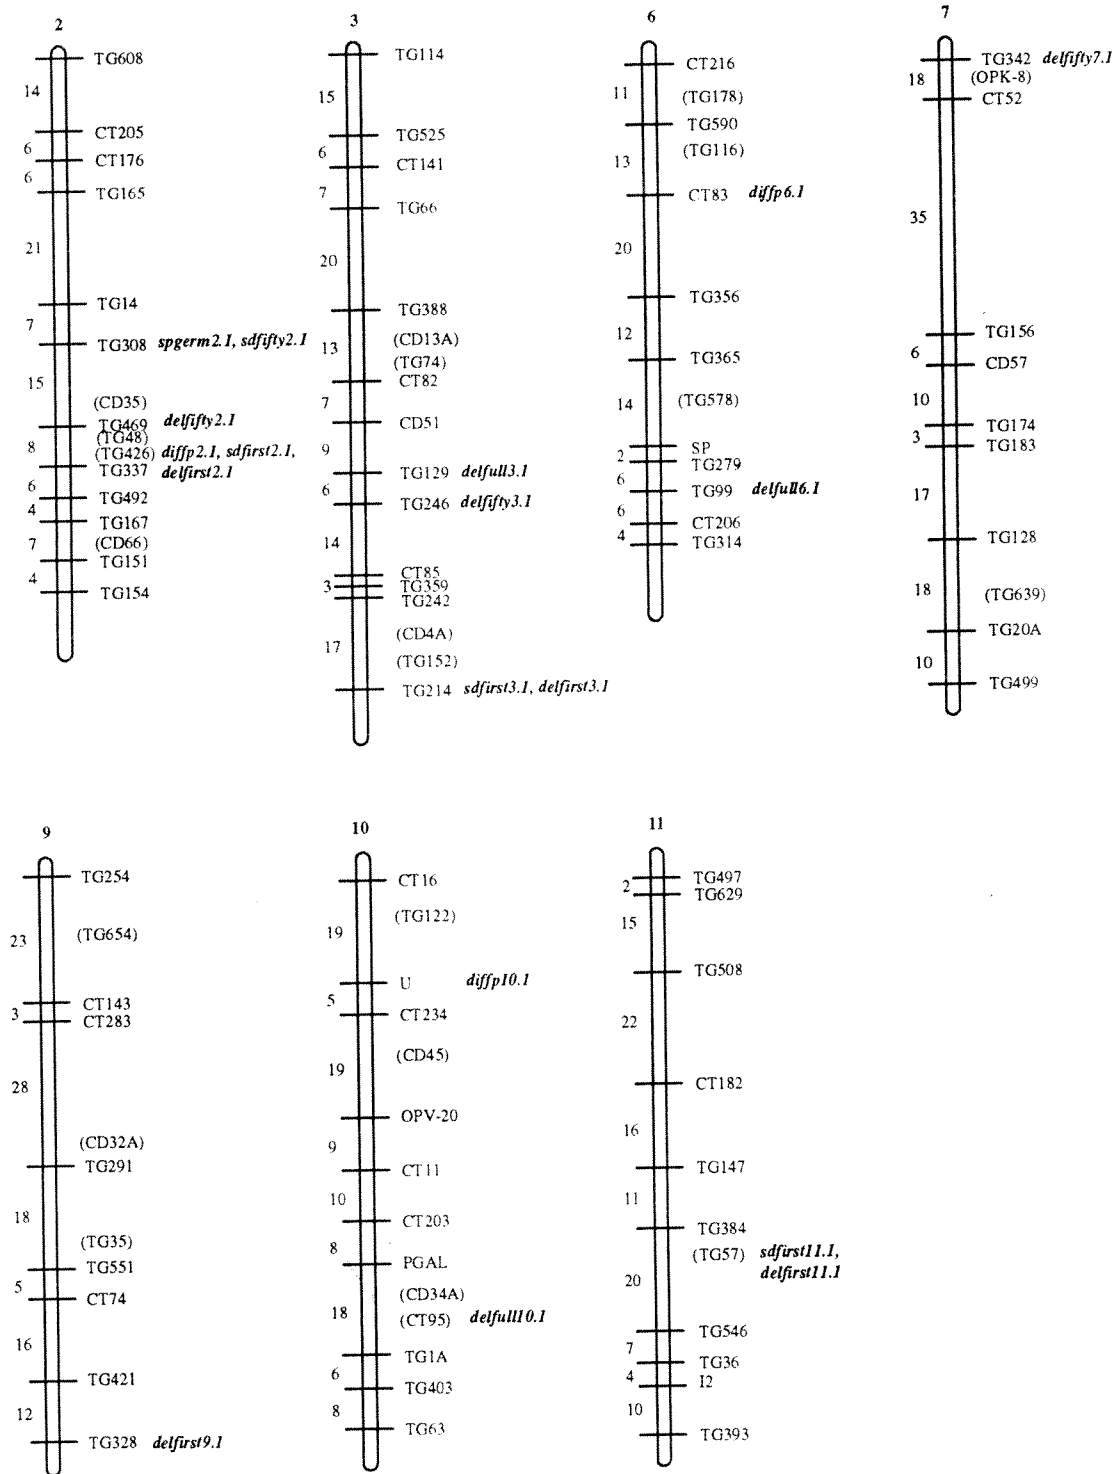 2
TG608
14
CT205
6
CT176
6
TG165
21
TG14
7
TG308 spgerm2.1, sdfifty2.1
15
(CD35)
TG469 delfifty2.1
(TG48)
8
(TG426) diffp2.1, sdfirst2.1,
TG337 delfirst2.1
6
TG492
4
TG167
7
(CD66)
TG151
4
TG154
3
TG114
15
TG525
6
CT141
7
TG66
20
TG388
(CD13A)
13
(TG74)
CT82
7
CD51
9
TG129 delfull3.1
6
TG246 delfifty3.1
14
CT85
3
TG359
TG242
(CD4A)
17
(TG152)
TG214 sdfirst3.1, delfirst3.1
6
CT216
11
(TG178)
TG590
(TG116)
13
CT83 diffp6.1
20
TG356
12
TG365
14
(TG578)
SP
2
TG279
6
TG99 delfull6.1
6
CT206
4
TG314
7
TG342 delfifty7.1
18
(OPK-8)
CT52
35
TG156
6
CD57
10
TG174
3
TG183
17
TG128
18
(TG639)
TG20A
10
TG499
9
TG254
23
(TG654)
CT143
3
CT283
28
(CD32A)
TG291
18
(TG35)
TG551
5
CT74
16
TG421
12
TG328 delfirst9.1
10
CT16
(TG122)
19
U diffp10.1
5
CT234
(CD45)
19
OPV-20
9
CT11
10
CT203
8
PGAL
(CD34A)
18
(CT95) delfull10.1
TG1A
6
TG403
8
TG63
11
TG497
2
TG629
15
TG508
22
CT182
16
TG147
11
TG384
(TG57) sdfirst11.1,
delfirst11.1
20
TG546
7
TG36
4
I2
10
TG393